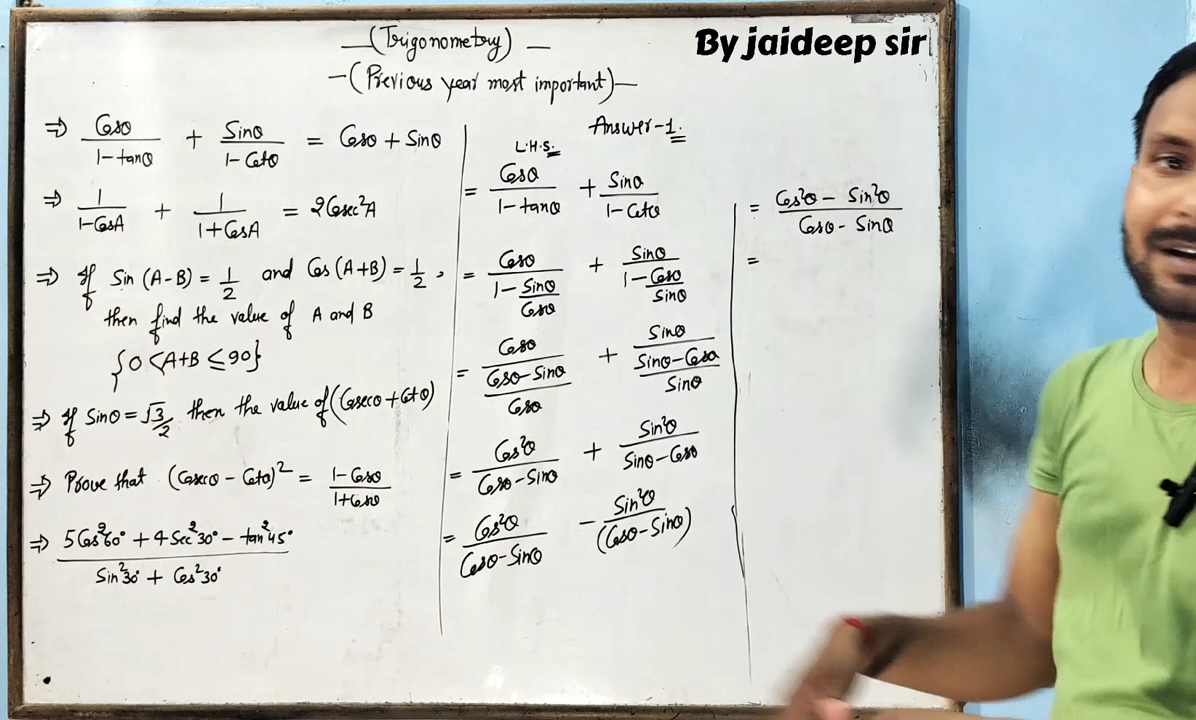 By jaideep sir
—(Trigonometry)—
—(Previous year most important)—
⇒ Cosθ/(1-tanθ) + Sinθ/(1-Cotθ) = Cosθ + Sinθ
⇒ 1/(1-CosA) + 1/(1+CosA) = 2Cosec²A
⇒ If Sin (A-B) = 1/2 and Cos(A+B) = 1/2,
then find the value of A and B
{0<A+B ≤90}
⇒ If Sinθ = √3/2, then the value of (Cosecθ+Cotθ)
⇒ Prove that (Cosecθ - Cotθ)² = (1-Cosθ)/(1+Cosθ)
⇒ (5Cos²60° + 4Sec²30° - tan²45°)/(Sin²30° + Cos²30°)
Answer-1.
L.H.S.
= Cosθ/(1-tanθ) + Sinθ/(1-Cotθ)
= Cosθ/(1-Sinθ/Cosθ) + Sinθ/(1-Cosθ/Sinθ)
= Cosθ/((Cosθ-Sinθ)/Cosθ) + Sinθ/((Sinθ-Cosθ)/Sinθ)
= Cos²θ/(Cosθ-Sinθ) + Sin²θ/(Sinθ-Cosθ)
= Cos²θ/(Cosθ-Sinθ) - Sin²θ/(Cosθ-Sinθ)
= (Cos²θ - Sin²θ)/(Cosθ - Sinθ)
=